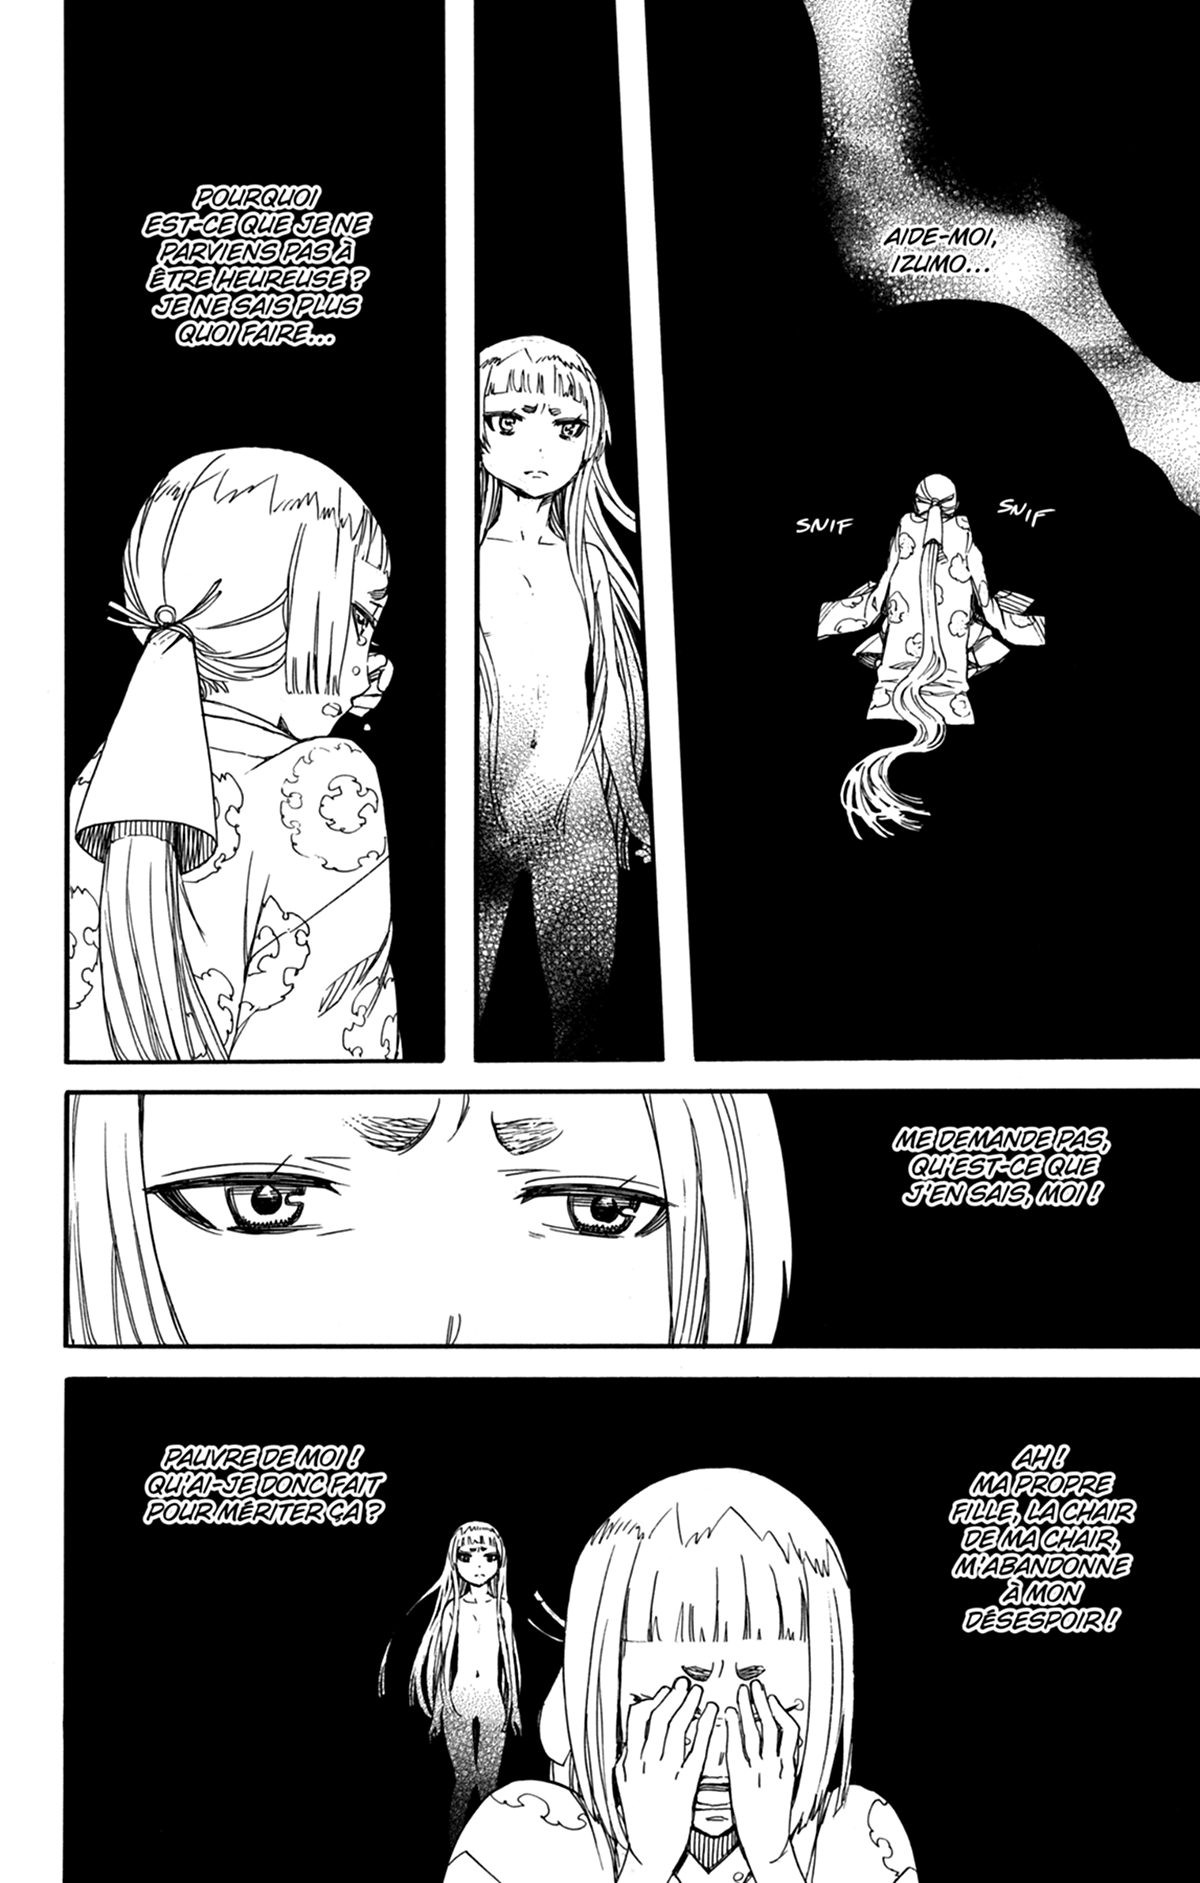 AIDE-MOI,
IZUMO...
SNIF
SNIF
POURQUOI
EST-CE QUE JE NE
PARVIENS PAS À
ÊTRE HEUREUSE ?
JE NE SAIS PLUS
QUOI FAIRE...
ME DEMANDE PAS,
QU'EST-CE QUE
J'EN SAIS, MOI !
AH !
MA PROPRE
FILLE, LA CHAIR
DE MA CHAIR,
M'ABANDONNE
À MON
DÉSESPOIR !
PAUVRE DE MOI !
QU'AI-JE DONC FAIT
POUR MÉRITER ÇA ?